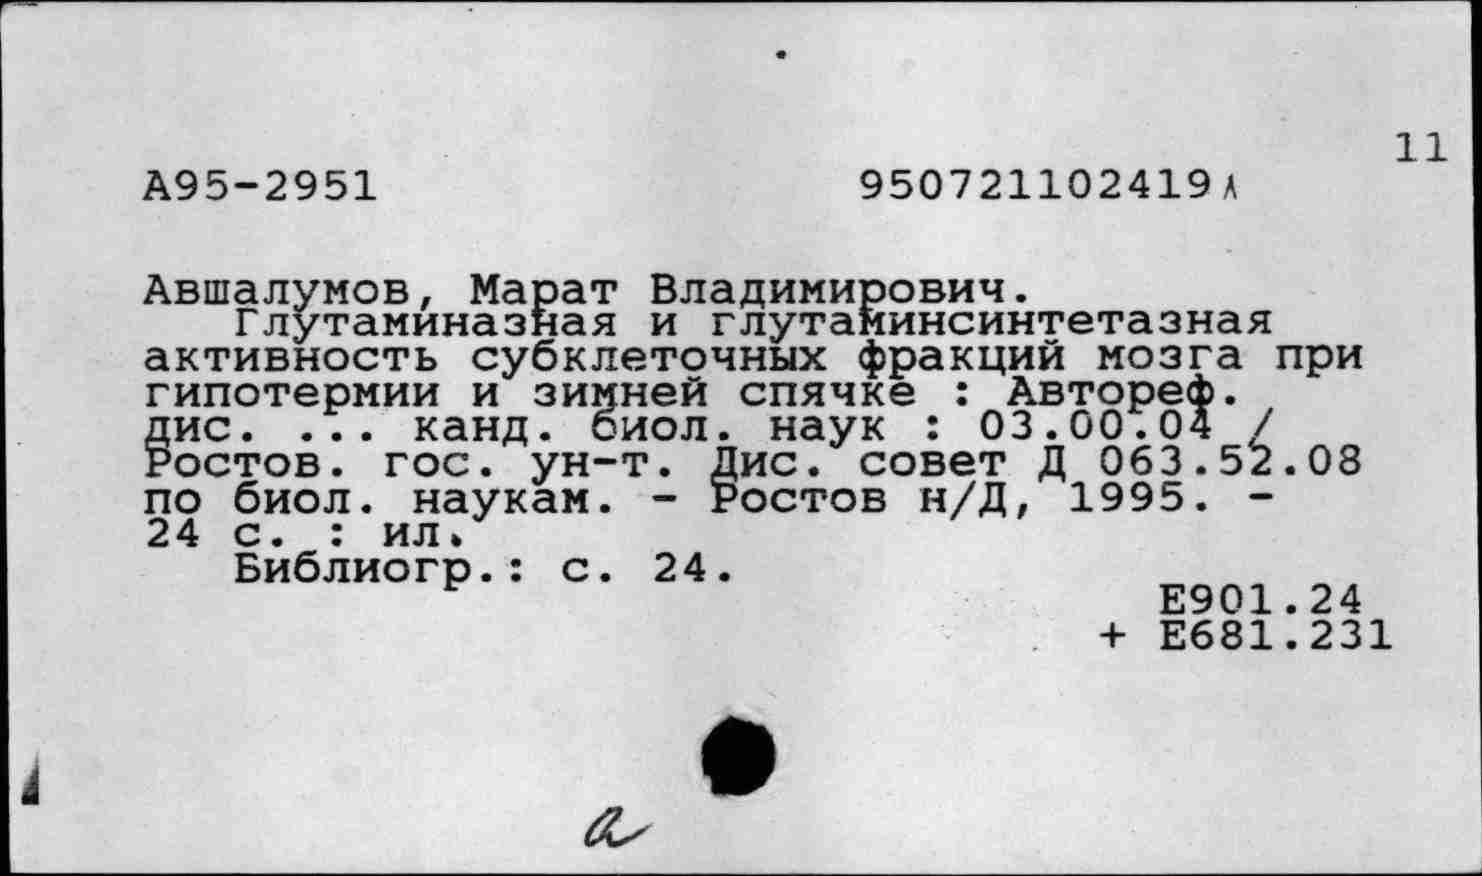 11
А95-2951 950721102419А
Авшалумов, Марат Владимирович.
Глутаминазная и глутаминсинтетазная
активность субклеточных фракций мозга при
гипотермии и зимней спячке : Автореф.
дис. ... канд. биол. наук : 03.00.04 /
Ростов. гос. ун-т. Дис. совет Д 063.52.08
по биол. наукам. - Ростов н/Д, 1995. -
24 с. : ил.
Библиогр.: с. 24.
Е901.24
+ Е681.231
а